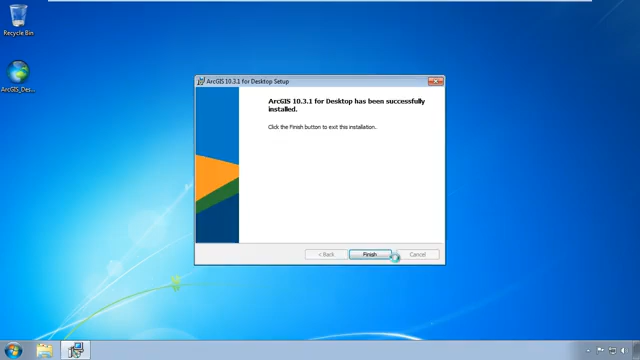 Recycle Bin
ArcGIS_Des...
ArcGIS 10.3.1 for Desktop Setup
ArcGIS 10.3.1 for Desktop has been successfully
installed.
Click the Finish button to exit this installation.
< Back
Finish
Cancel